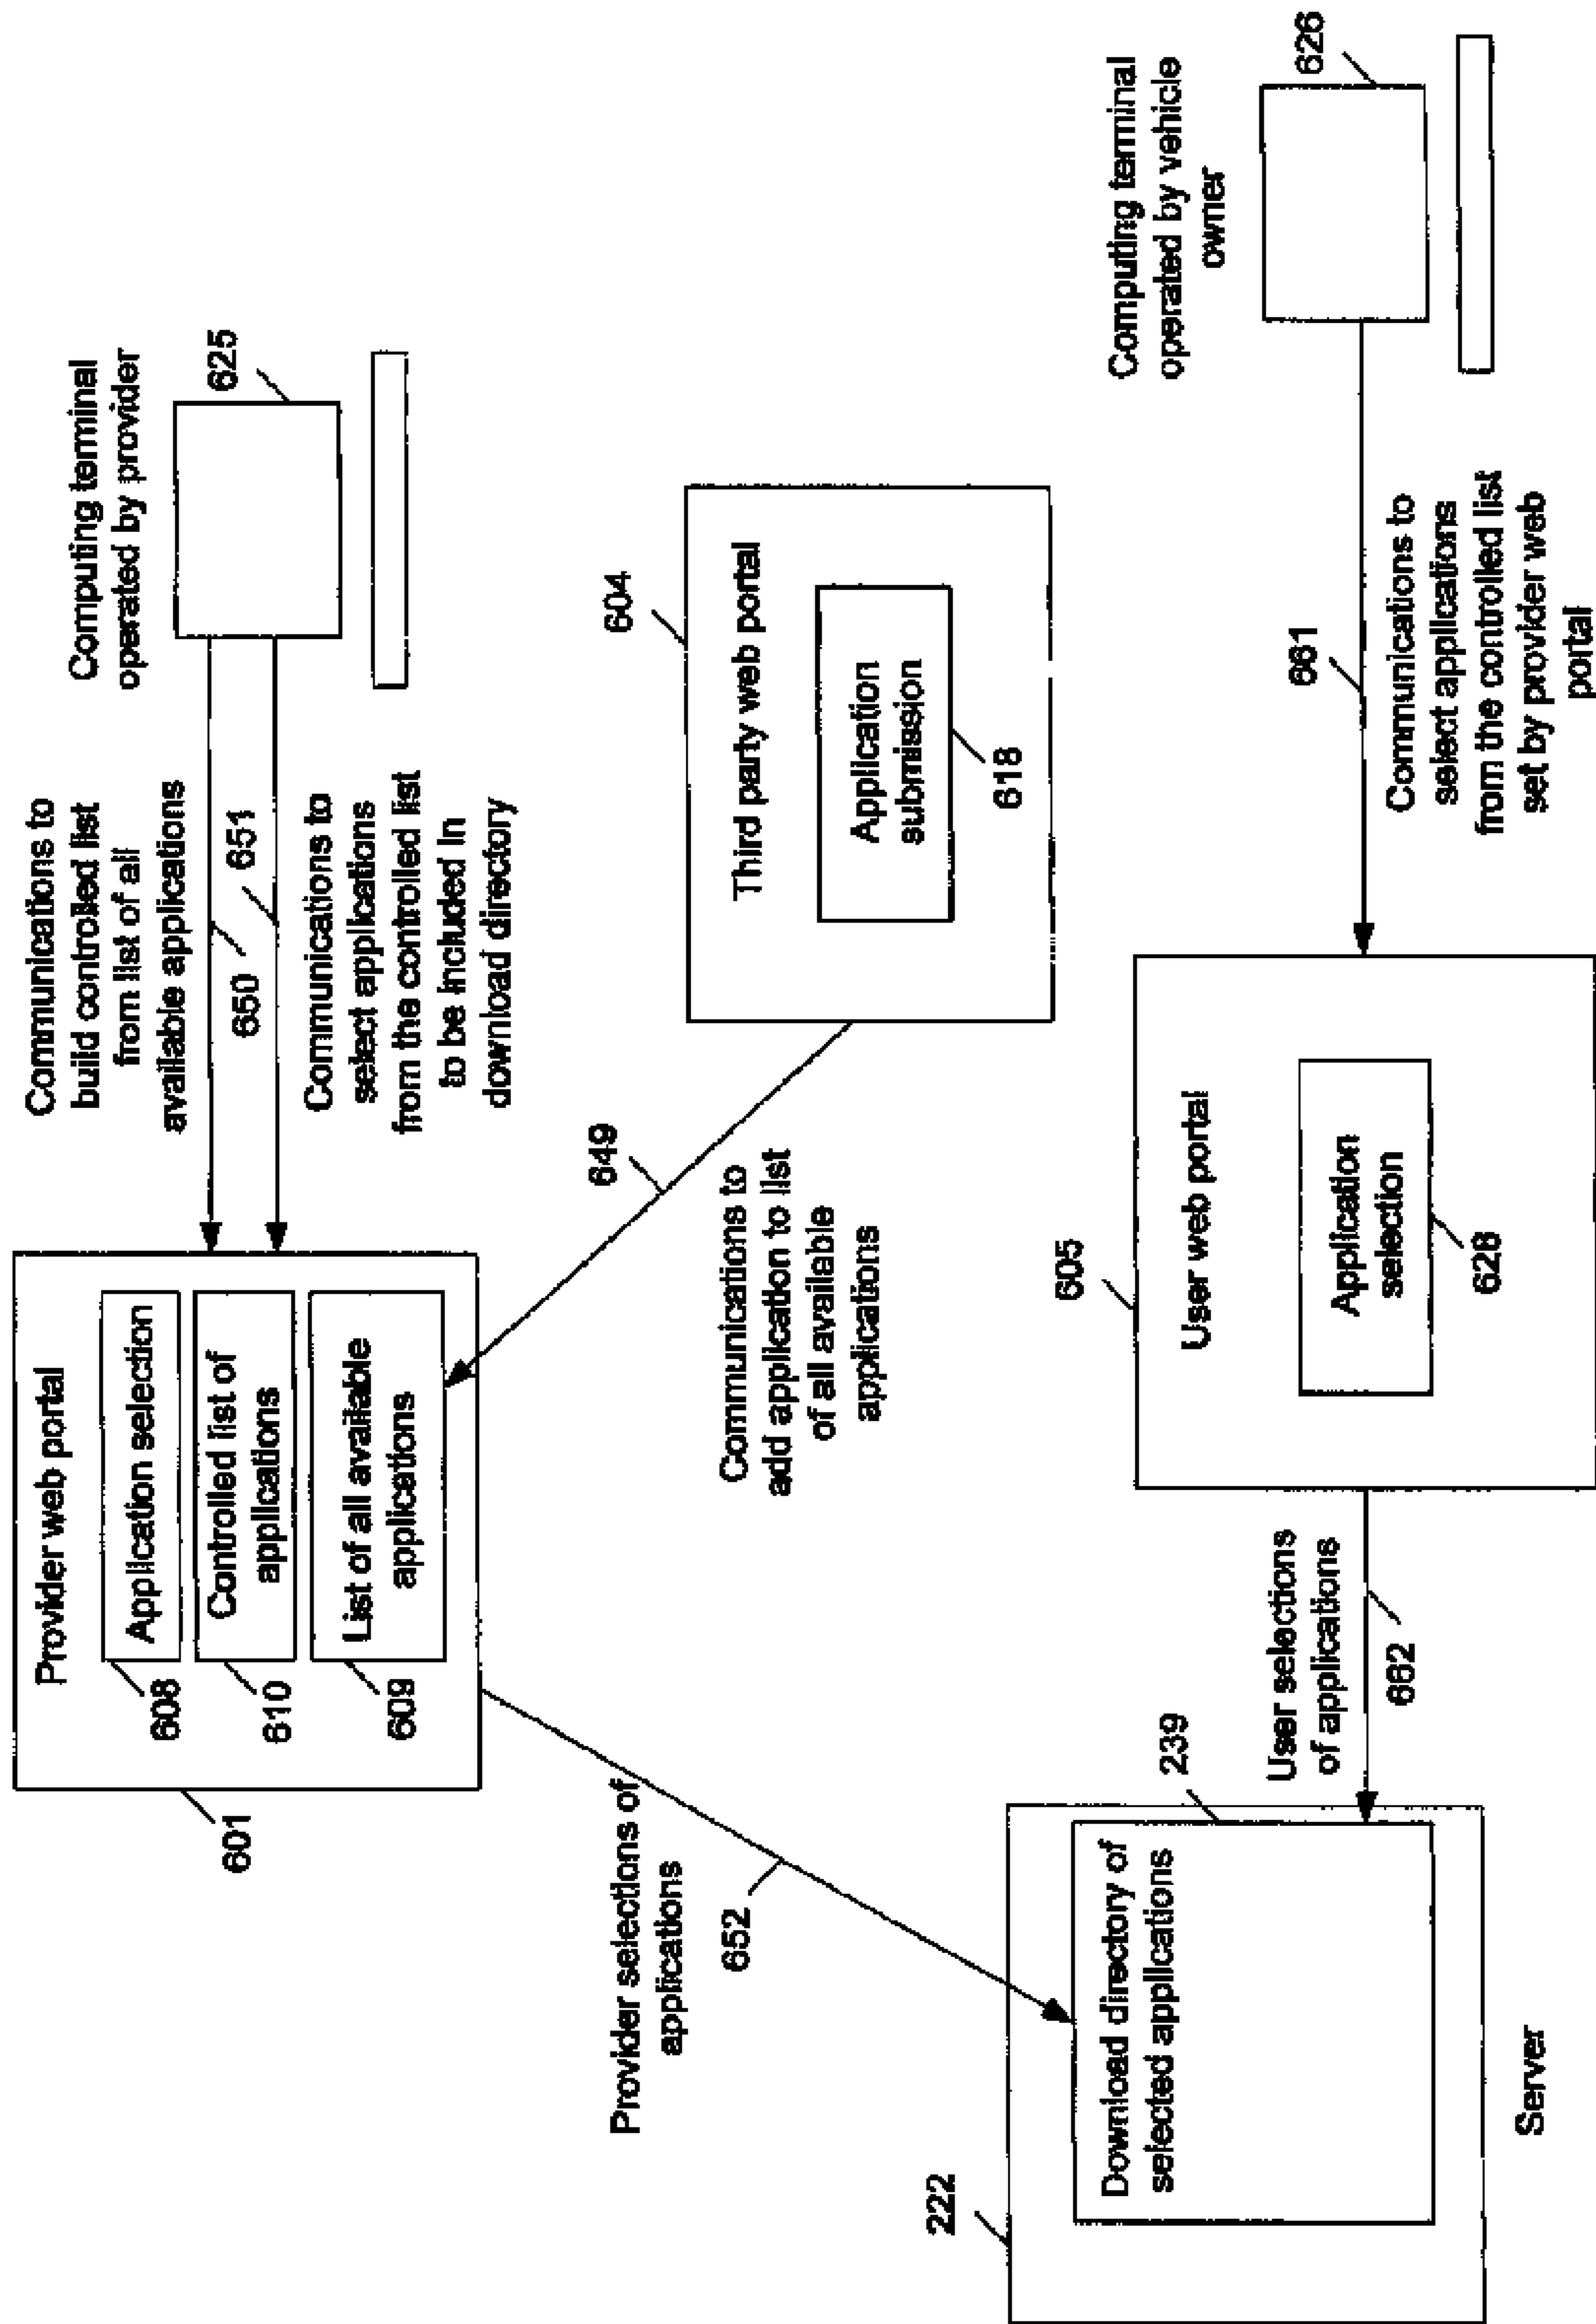 Provider web portal
Application selection
Controlled list of
applications
List of all available
applications
608
610
609
601
Communications to
build controlled list
from list of all
available applications
650
651
Communications to
select applications
from the controlled list
to be included in
download directory
Computing terminal
operated by provider
625
Provider selections of
applications
652
649
Communications to
add application to list
of all available
applications
604
Third party web portal
Application
submission
618
222
Download directory of
selected applications
239
Server
User selections
of applications
662
605
User web portal
Application
selection
628
661
Communications to
select applications
from the controlled list
set by provider web
portal
Computing terminal
operated by vehicle
owner
626